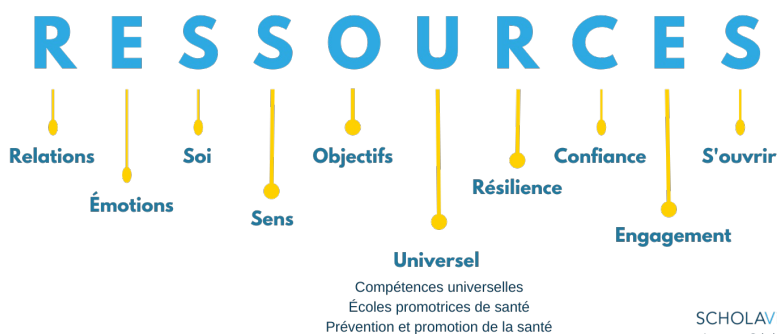 RESSOURCES
Relations
Émotions
Soi
Sens
Objectifs
Universel
Compétences universelles
Écoles promotrices de santé
Prévention et promotion de la santé
Résilience
Confiance
Engagement
S'ouvrir
SCHOLAV